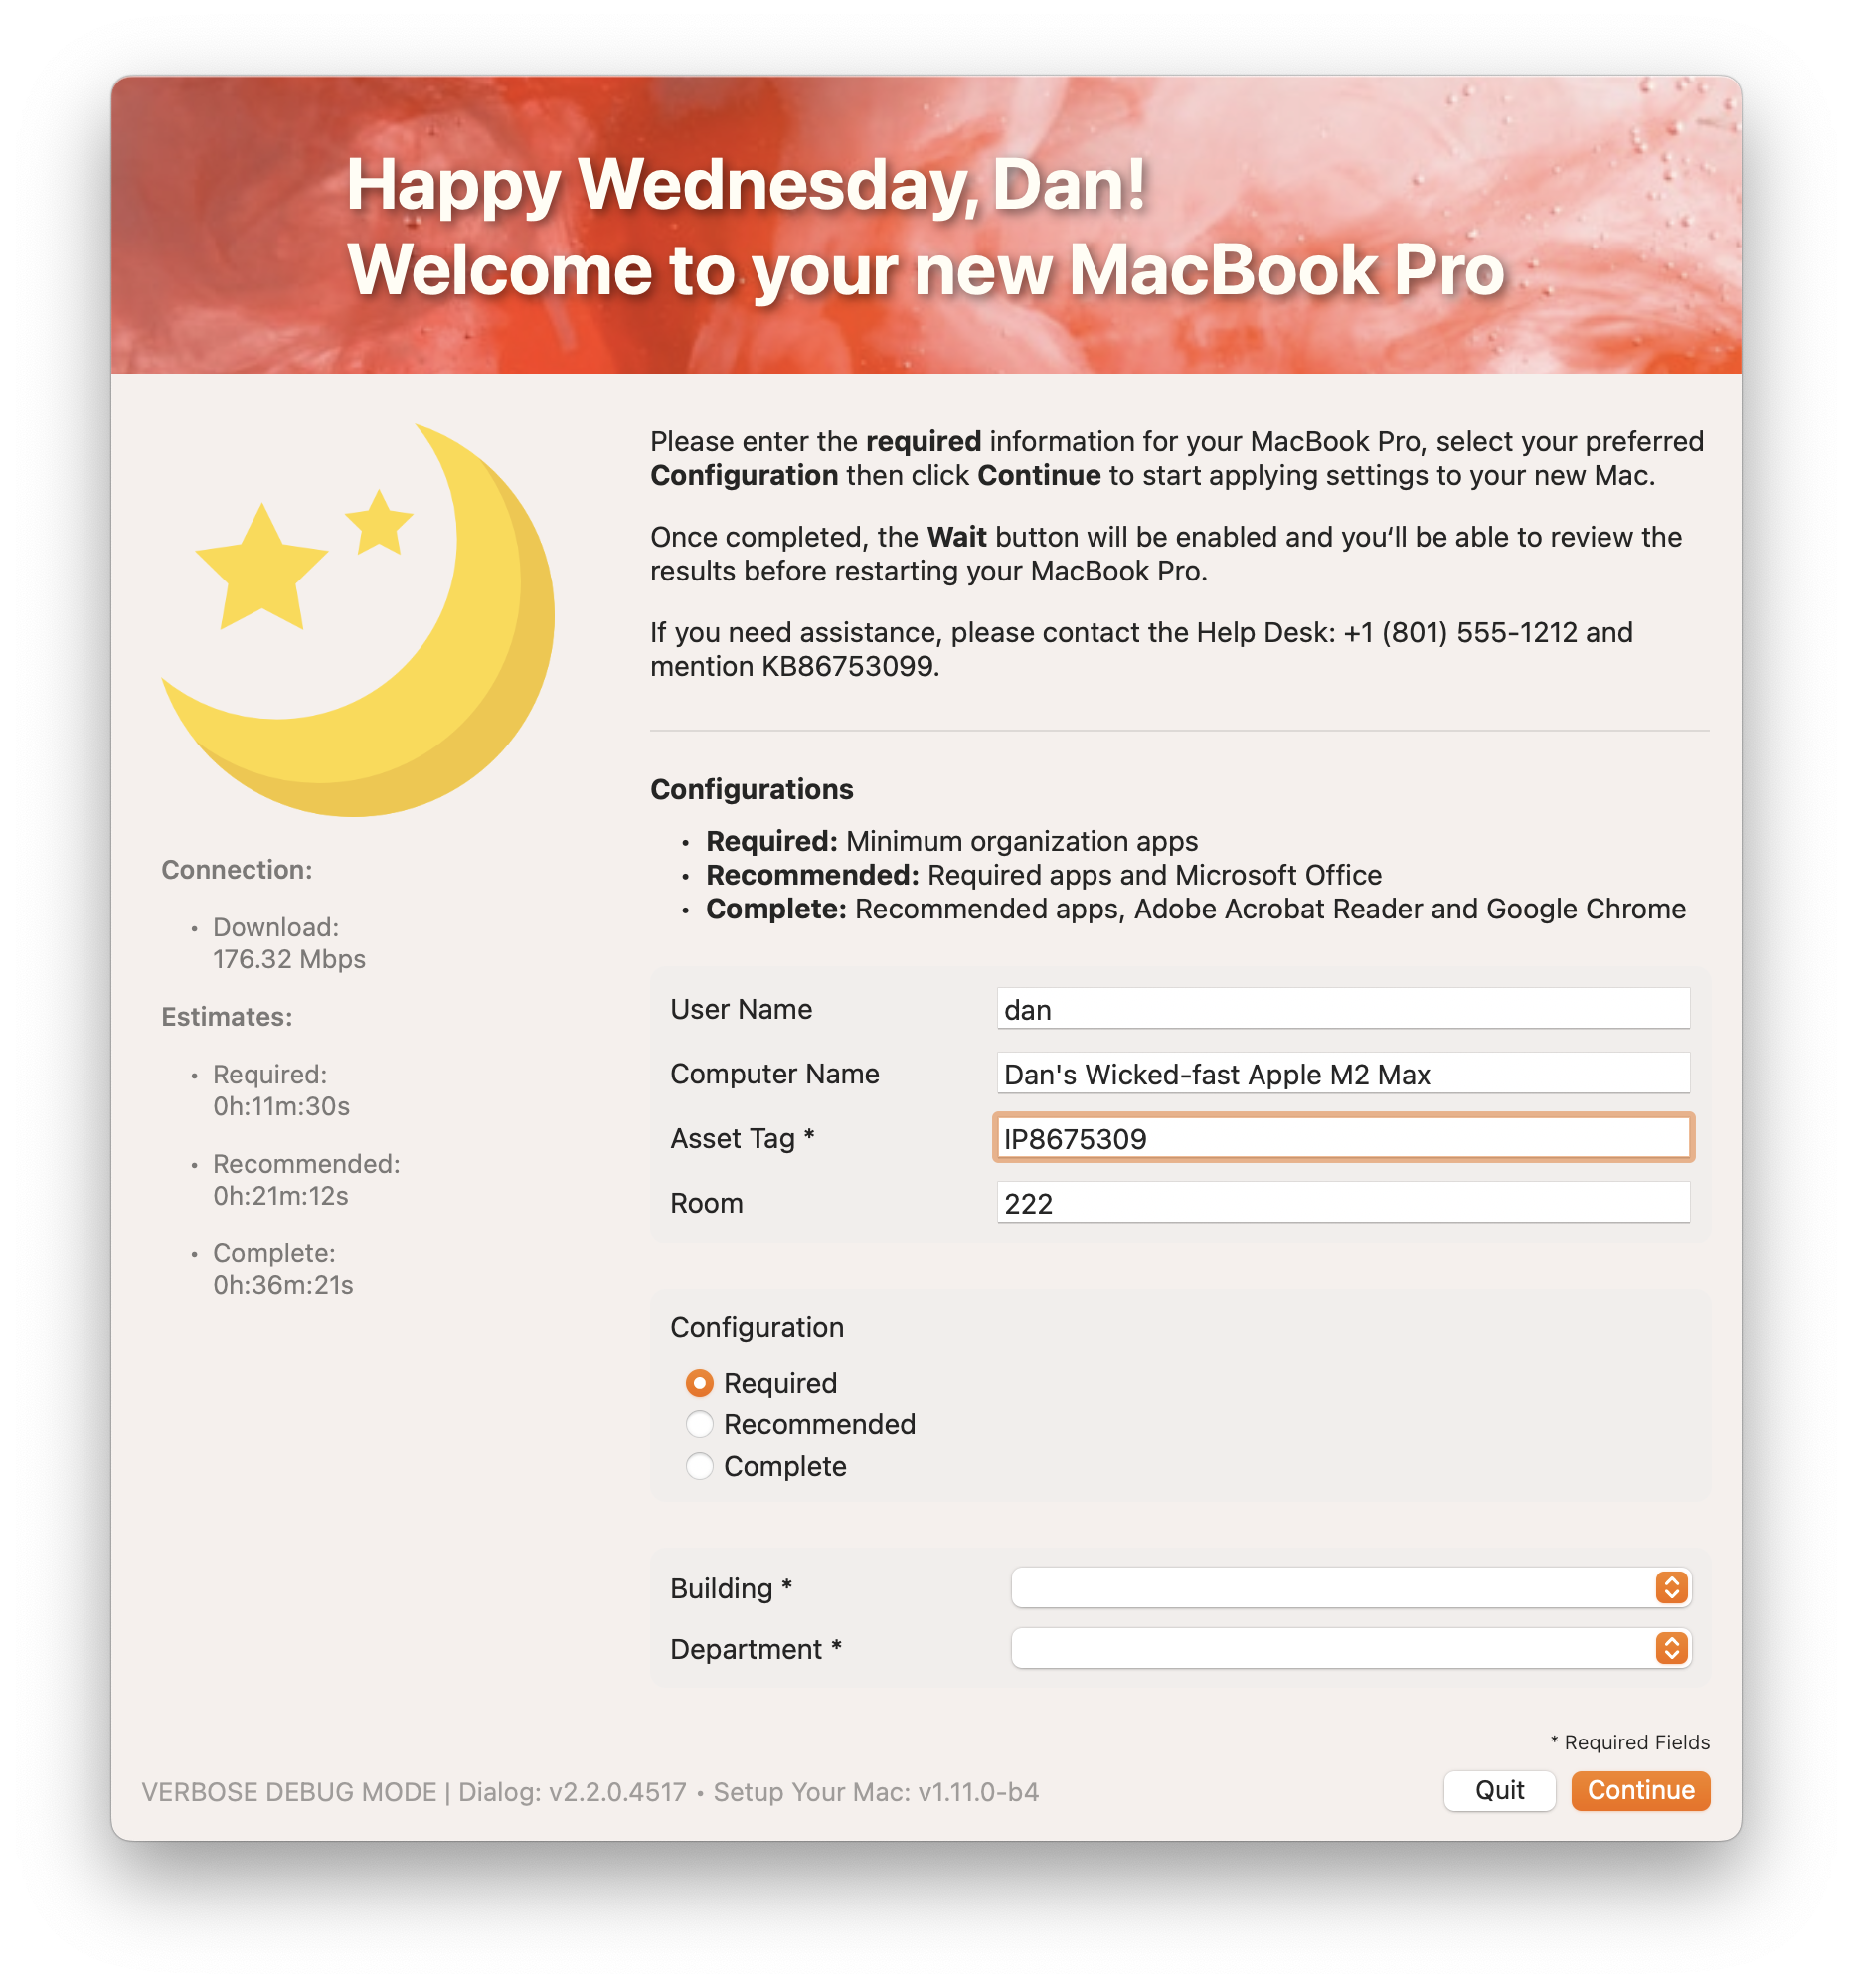 Happy Wednesday, Dan!
Welcome to your new MacBook Pro
Please enter the required information for your MacBook Pro, select your preferred
Configuration then click Continue to start applying settings to your new Mac.
Once completed, the Wait button will be enabled and you‘ll be able to review the
results before restarting your MacBook Pro.
If you need assistance, please contact the Help Desk: +1 (801) 555-1212 and
mention KB86753099.
Configurations
• Required: Minimum organization apps
• Recommended: Required apps and Microsoft Office
• Complete: Recommended apps, Adobe Acrobat Reader and Google Chrome
Connection:
• Download:
176.32 Mbps
Estimates:
• Required:
0h:11m:30s
• Recommended:
0h:21m:12s
• Complete:
0h:36m:21s
User Name dan
Computer Name Dan's Wicked-fast Apple M2 Max
Asset Tag * IP8675309
Room 222
Configuration
Required
Recommended
Complete
Building *
Department *
* Required Fields
VERBOSE DEBUG MODE | Dialog: v2.2.0.4517 • Setup Your Mac: v1.11.0-b4
Quit Continue